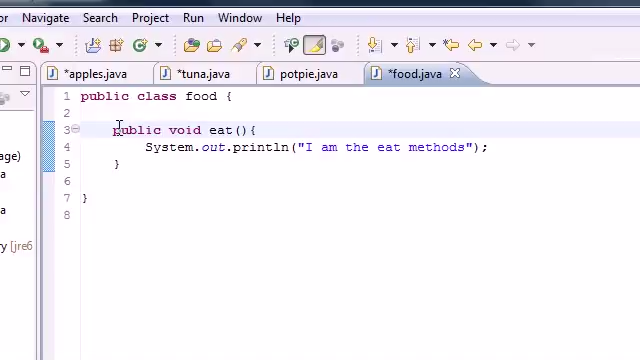 or Search Project Run Window Help
*apples.java *tuna.java potpie.java *food.java
1 public class food {
2
3 public void eat(){
4 System.out.println("I am the eat methods");
5 }
6
7 }
8
age)
a
a
ry [jre6